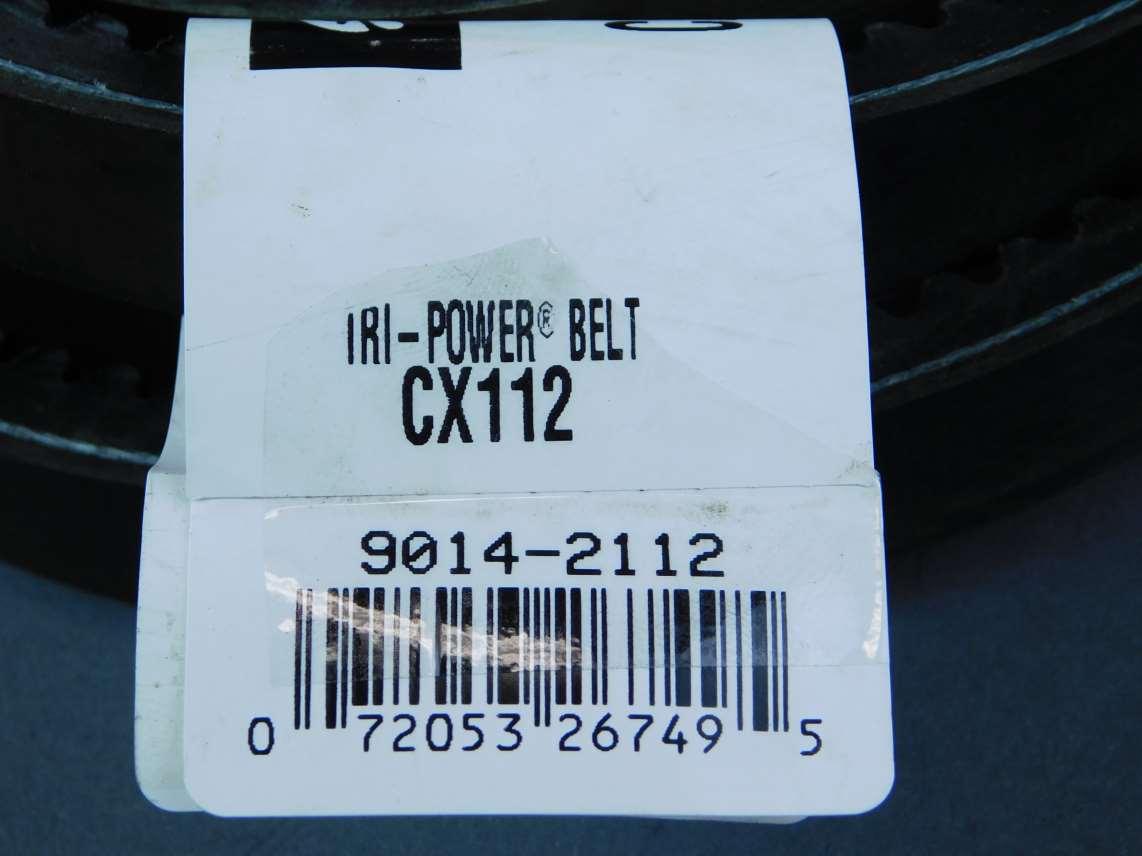 TRI-POWER® BELT
CX112
9014-2112
0 72053 26749 5